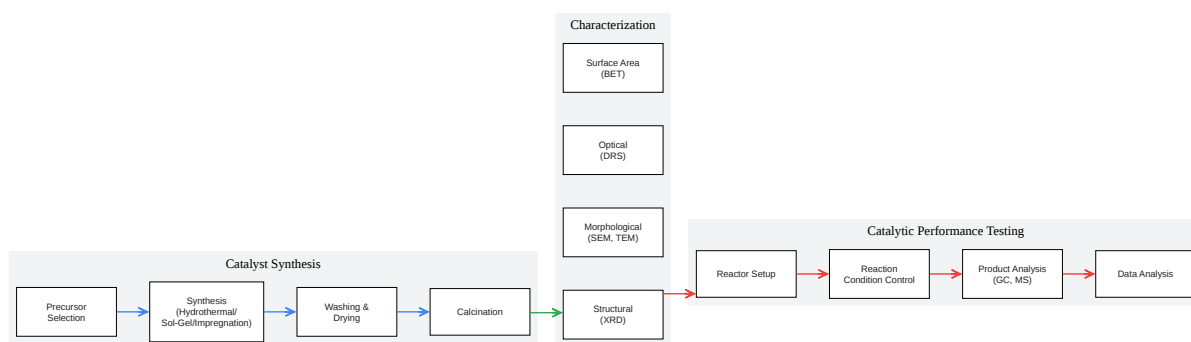 Characterization
Surface Area
(BET)
Optical
(DRS)
Morphological
(SEM, TEM)
Structural
(XRD)
Catalyst Synthesis
Precursor
Selection
Synthesis
(Hydrothermal/
Sol-Gel/Impregnation)
Washing &
Drying
Calcination
Catalytic Performance Testing
Reactor Setup
Reaction
Condition Control
Product Analysis
(GC, MS)
Data Analysis